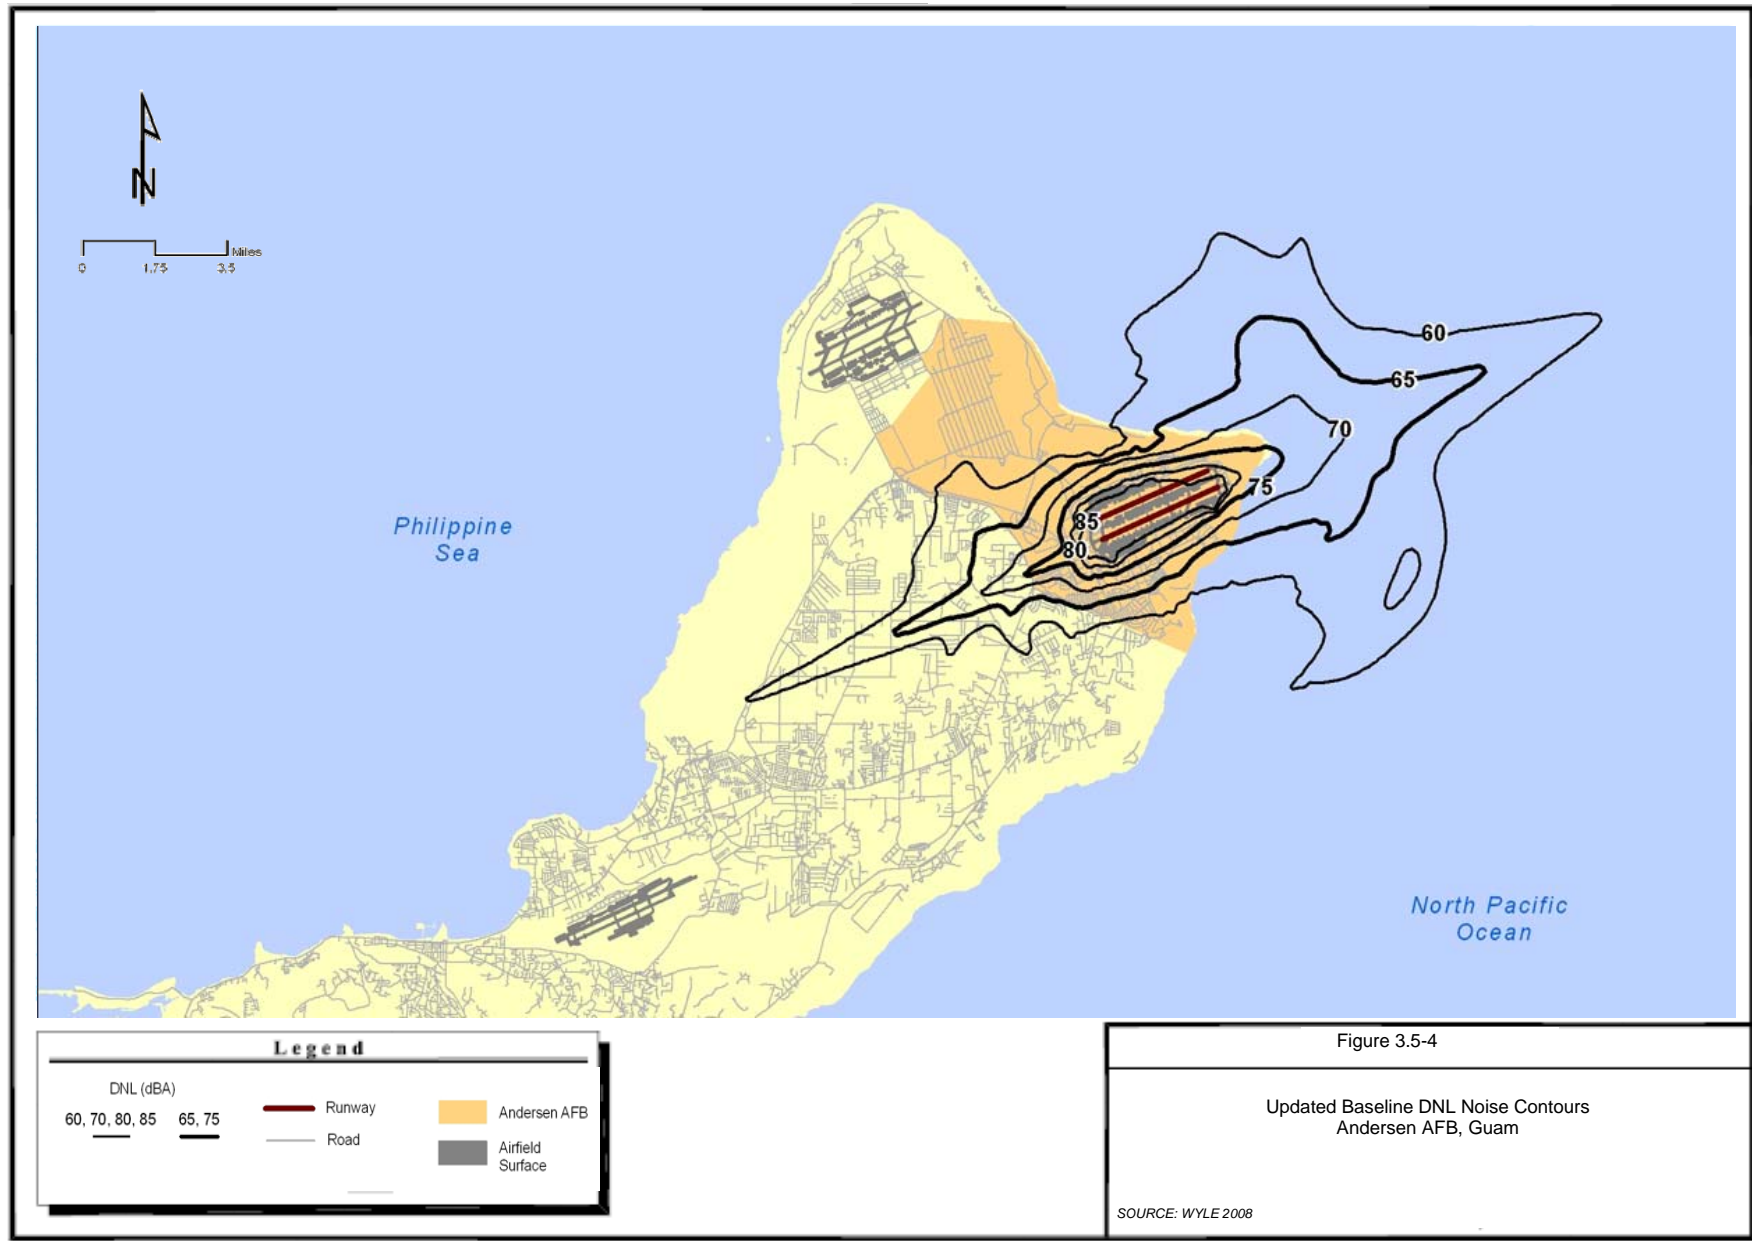 N
Miles
0 1.75 3.5
60
65
70
75
85
80
Philippine
Sea
North Pacific
Ocean
Legend
DNL (dBA)
60, 70, 80, 85 65, 75
Runway
Road
Andersen AFB
Airfield
Surface
Figure 3.5-4
Updated Baseline DNL Noise Contours
Andersen AFB, Guam
SOURCE: WYLE 2008